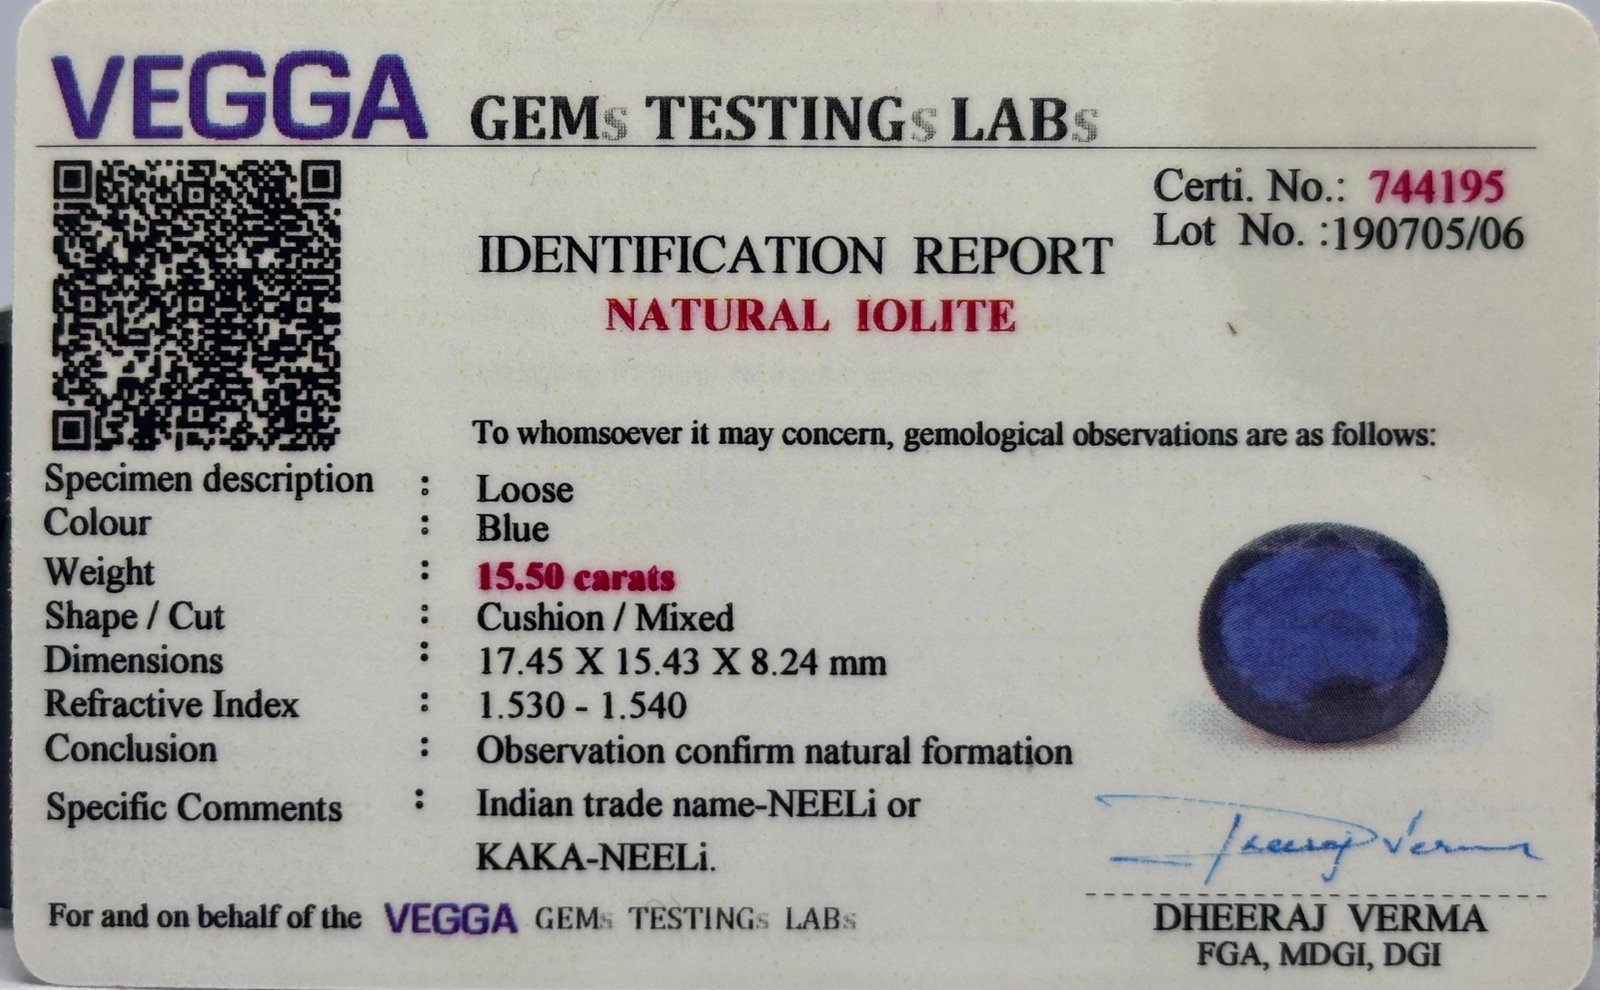 VEGGA GEMs TESTINGs LABs
Certi. No.: 744195
Lot No. :190705/06
IDENTIFICATION REPORT
NATURAL IOLITE
To whomsoever it may concern, gemological observations are as follows:
Specimen description : Loose
Colour : Blue
Weight : 15.50 carats
Shape / Cut : Cushion / Mixed
Dimensions : 17.45 X 15.43 X 8.24 mm
Refractive Index : 1.530 - 1.540
Conclusion : Observation confirm natural formation
Specific Comments : Indian trade name-NEELi or
KAKA-NEELi.
Dheeraj Verma
For and on behalf of the VEGGA GEMs TESTINGs LABs
DHEERAJ VERMA
FGA, MDGI, DGI